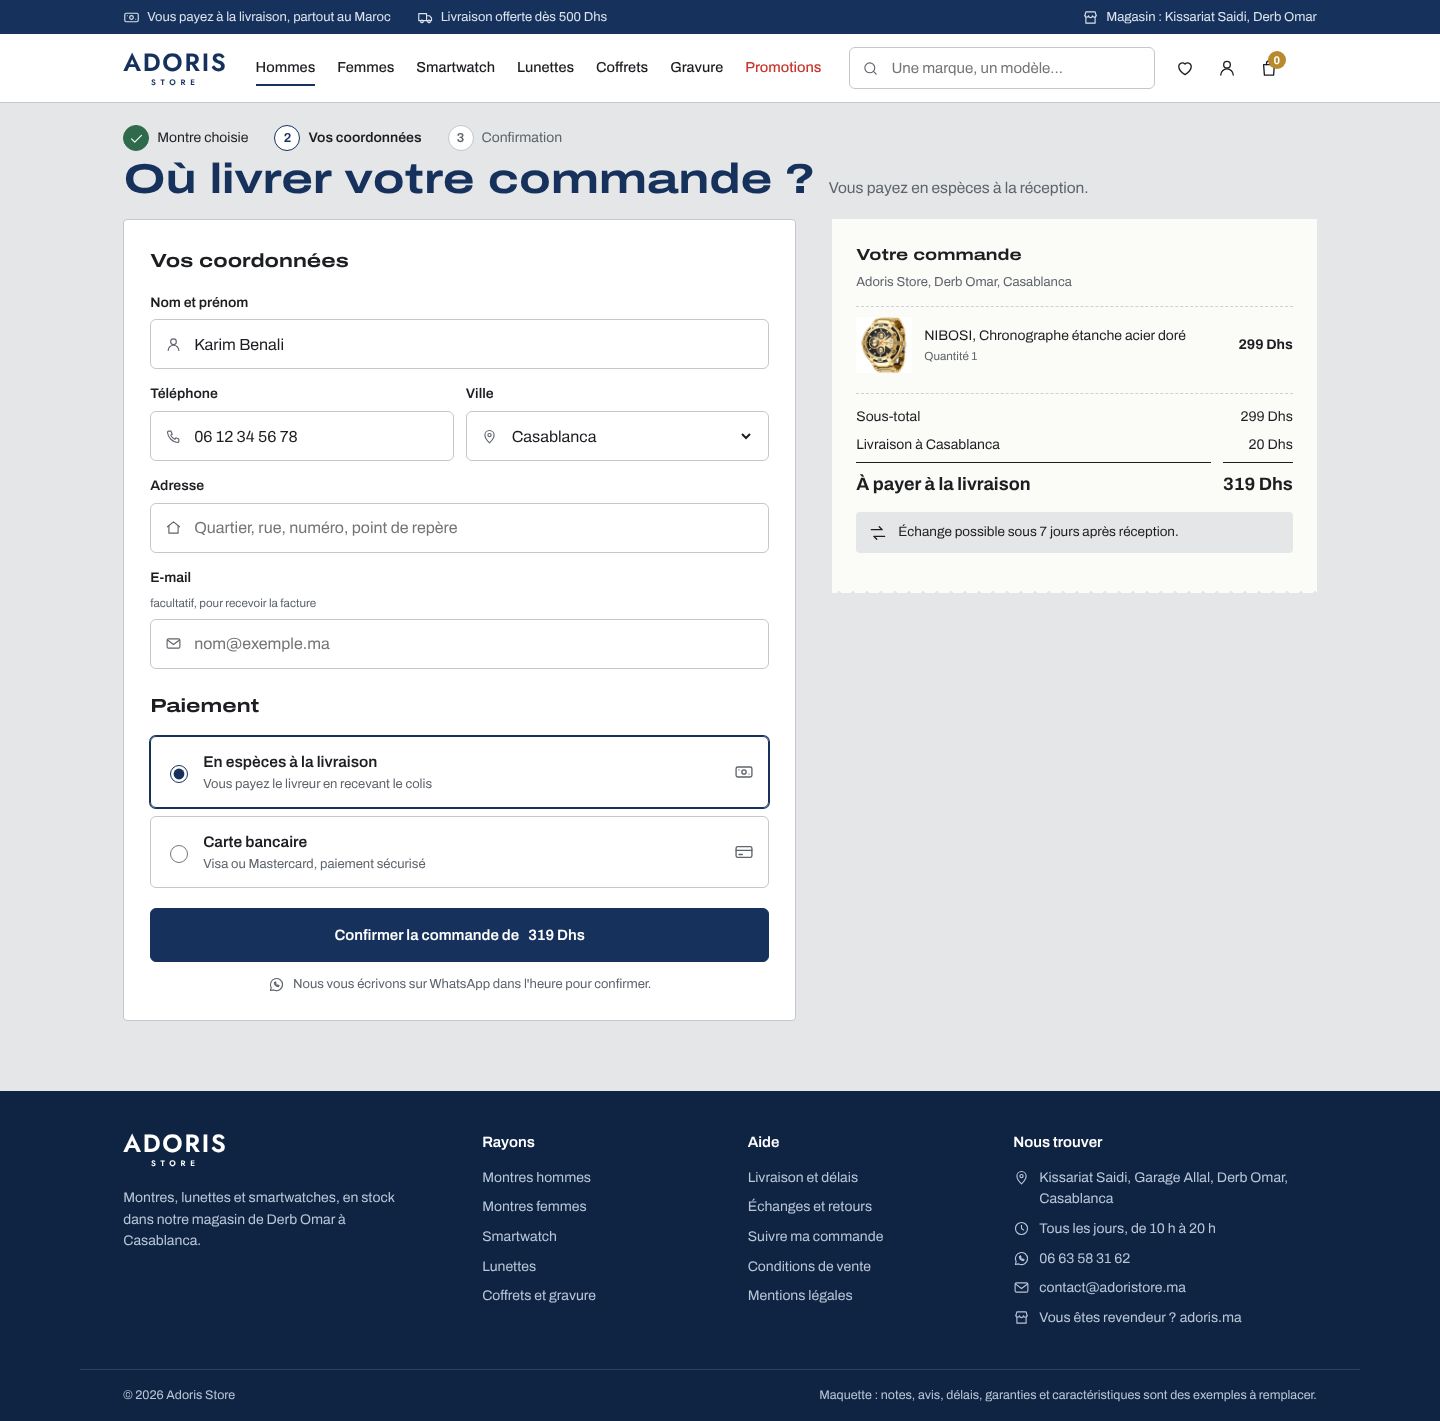 Vous payez à la livraison, partout au Maroc
Livraison offerte dès 500 Dhs
Magasin : Kissariat Saidi, Derb Omar
ADORIS
STORE
Hommes
Femmes
Smartwatch
Lunettes
Coffrets
Gravure
Promotions
Une marque, un modèle...
0
Montre choisie
2
Vos coordonnées
3
Confirmation
Où livrer votre commande ?
Vous payez en espèces à la réception.
Vos coordonnées
Nom et prénom
Karim Benali
Téléphone
Ville
06 12 34 56 78
Casablanca
Adresse
Quartier, rue, numéro, point de repère
E-mail
facultatif, pour recevoir la facture
nom@exemple.ma
Paiement
En espèces à la livraison
Vous payez le livreur en recevant le colis
Carte bancaire
Visa ou Mastercard, paiement sécurisé
Confirmer la commande de 319 Dhs
Nous vous écrivons sur WhatsApp dans l'heure pour confirmer.
Votre commande
Adoris Store, Derb Omar, Casablanca
NIBOSI, Chronographe étanche acier doré
Quantité 1
299 Dhs
Sous-total
299 Dhs
Livraison à Casablanca
20 Dhs
À payer à la livraison
319 Dhs
Échange possible sous 7 jours après réception.
ADORIS
STORE
Montres, lunettes et smartwatches, en stock
dans notre magasin de Derb Omar à
Casablanca.
Rayons
Montres hommes
Montres femmes
Smartwatch
Lunettes
Coffrets et gravure
Aide
Livraison et délais
Échanges et retours
Suivre ma commande
Conditions de vente
Mentions légales
Nous trouver
Kissariat Saidi, Garage Allal, Derb Omar,
Casablanca
Tous les jours, de 10 h à 20 h
06 63 58 31 62
contact@adoristore.ma
Vous êtes revendeur ? adoris.ma
© 2026 Adoris Store
Maquette : notes, avis, délais, garanties et caractéristiques sont des exemples à remplacer.